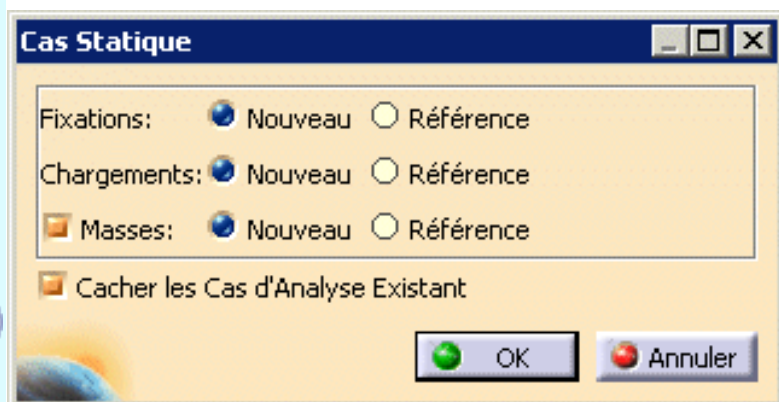 Cas Statique
Fixations: Nouveau Référence
Chargements: Nouveau Référence
Masses: Nouveau Référence
Cacher les Cas d'Analyse Existant
OK Annuler